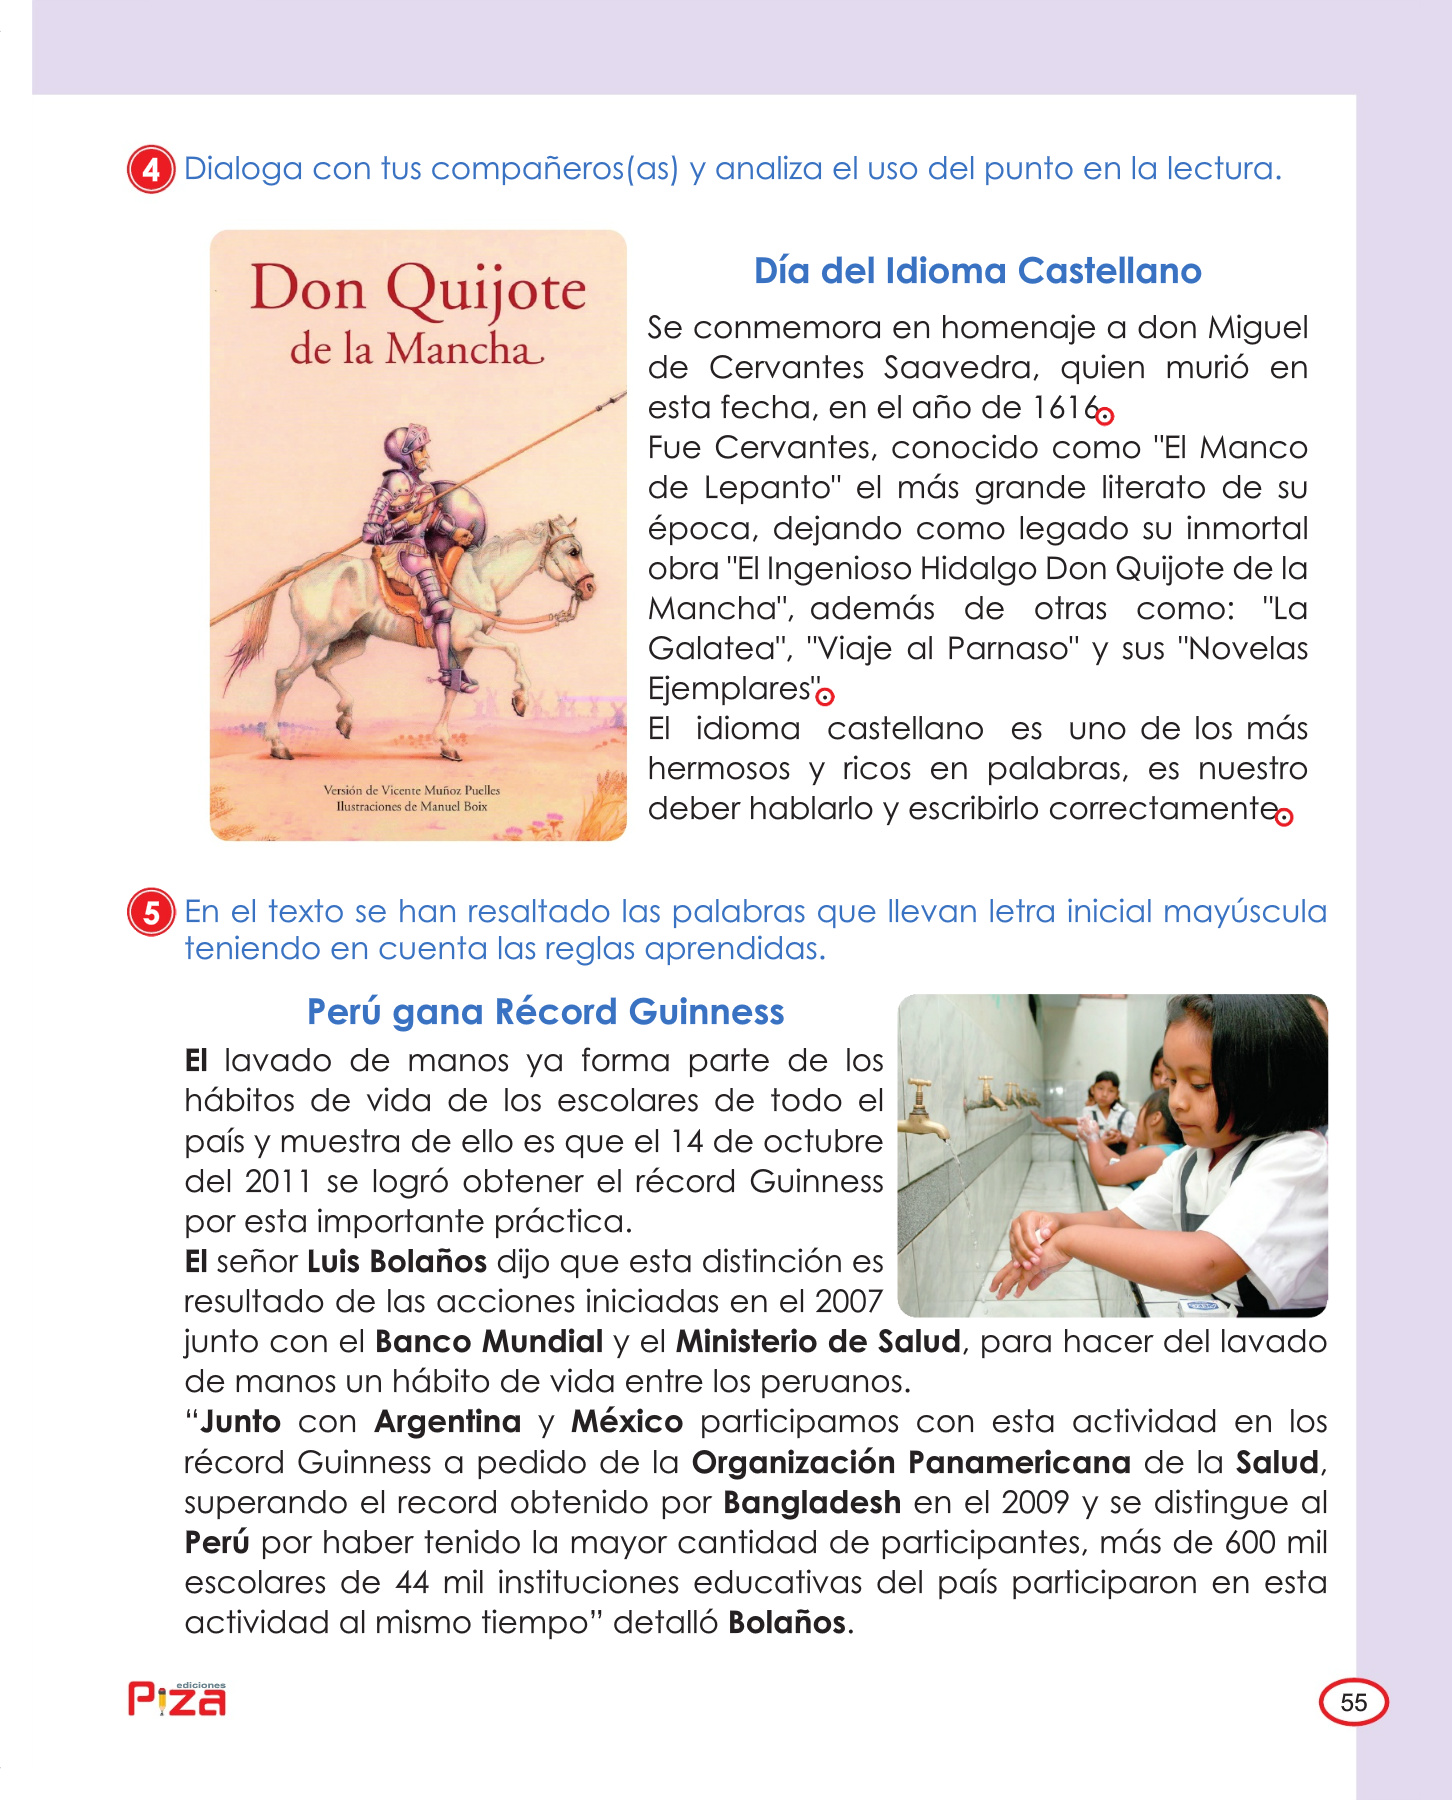 4 Dialoga con tus compañeros(as) y analiza el uso del punto en la lectura.
Don Quijote
de la Mancha
Versión de Vicente Muñoz Puelles
Ilustraciones de Manuel Boix
Día del Idioma Castellano
Se conmemora en homenaje a don Miguel
de Cervantes Saavedra, quien murió en
esta fecha, en el año de 1616.
Fue Cervantes, conocido como "El Manco
de Lepanto" el más grande literato de su
época, dejando como legado su inmortal
obra "El Ingenioso Hidalgo Don Quijote de la
Mancha", además de otras como: "La
Galatea", "Viaje al Parnaso" y sus "Novelas
Ejemplares".
El idioma castellano es uno de los más
hermosos y ricos en palabras, es nuestro
deber hablarlo y escribirlo correctamente.
5 En el texto se han resaltado las palabras que llevan letra inicial mayúscula
teniendo en cuenta las reglas aprendidas.
Perú gana Récord Guinness
El lavado de manos ya forma parte de los
hábitos de vida de los escolares de todo el
país y muestra de ello es que el 14 de octubre
del 2011 se logró obtener el récord Guinness
por esta importante práctica.
El señor Luis Bolaños dijo que esta distinción es
resultado de las acciones iniciadas en el 2007
junto con el Banco Mundial y el Ministerio de Salud, para hacer del lavado
de manos un hábito de vida entre los peruanos.
“Junto con Argentina y México participamos con esta actividad en los
récord Guinness a pedido de la Organización Panamericana de la Salud,
superando el record obtenido por Bangladesh en el 2009 y se distingue al
Perú por haber tenido la mayor cantidad de participantes, más de 600 mil
escolares de 44 mil instituciones educativas del país participaron en esta
actividad al mismo tiempo” detalló Bolaños.
ediciones
Piza
55